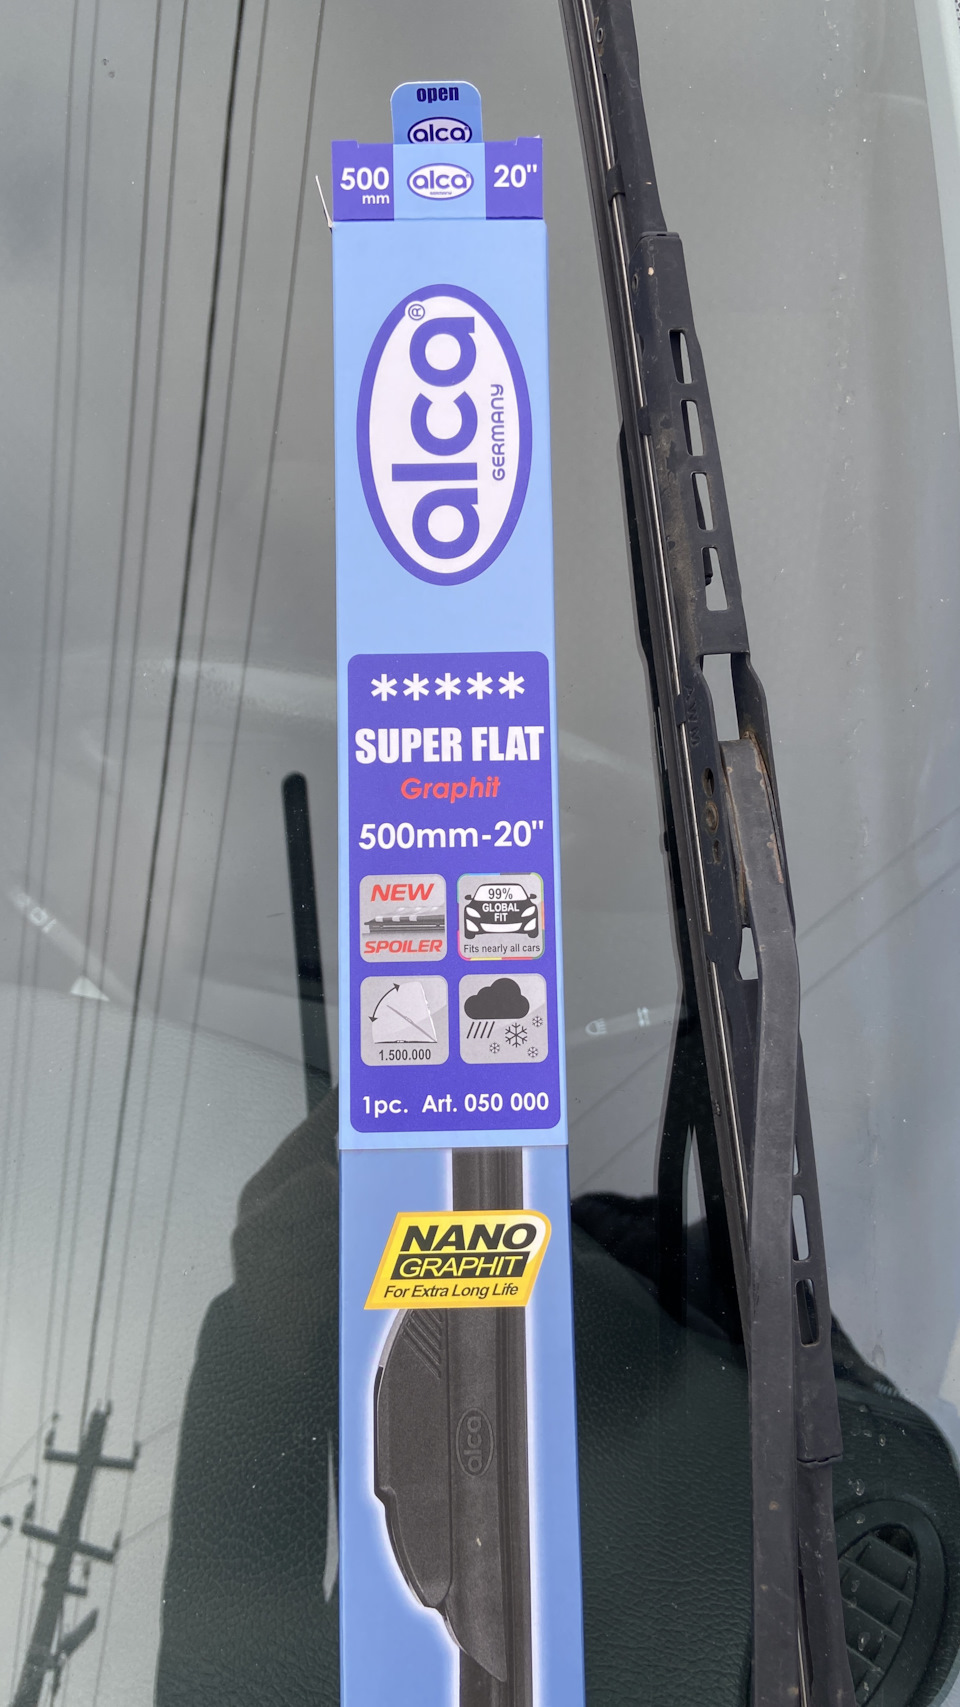 open
alca®
500
mm
alca®
20"
alca®
GERMANY
*****
SUPER FLAT
Graphit
500mm-20"
NEW
SPOILER
99%
GLOBAL
FIT
Fits nearly all cars
1.500.000
1pc. Art. 050 000
NANO
GRAPHIT
For Extra Long Life
alca